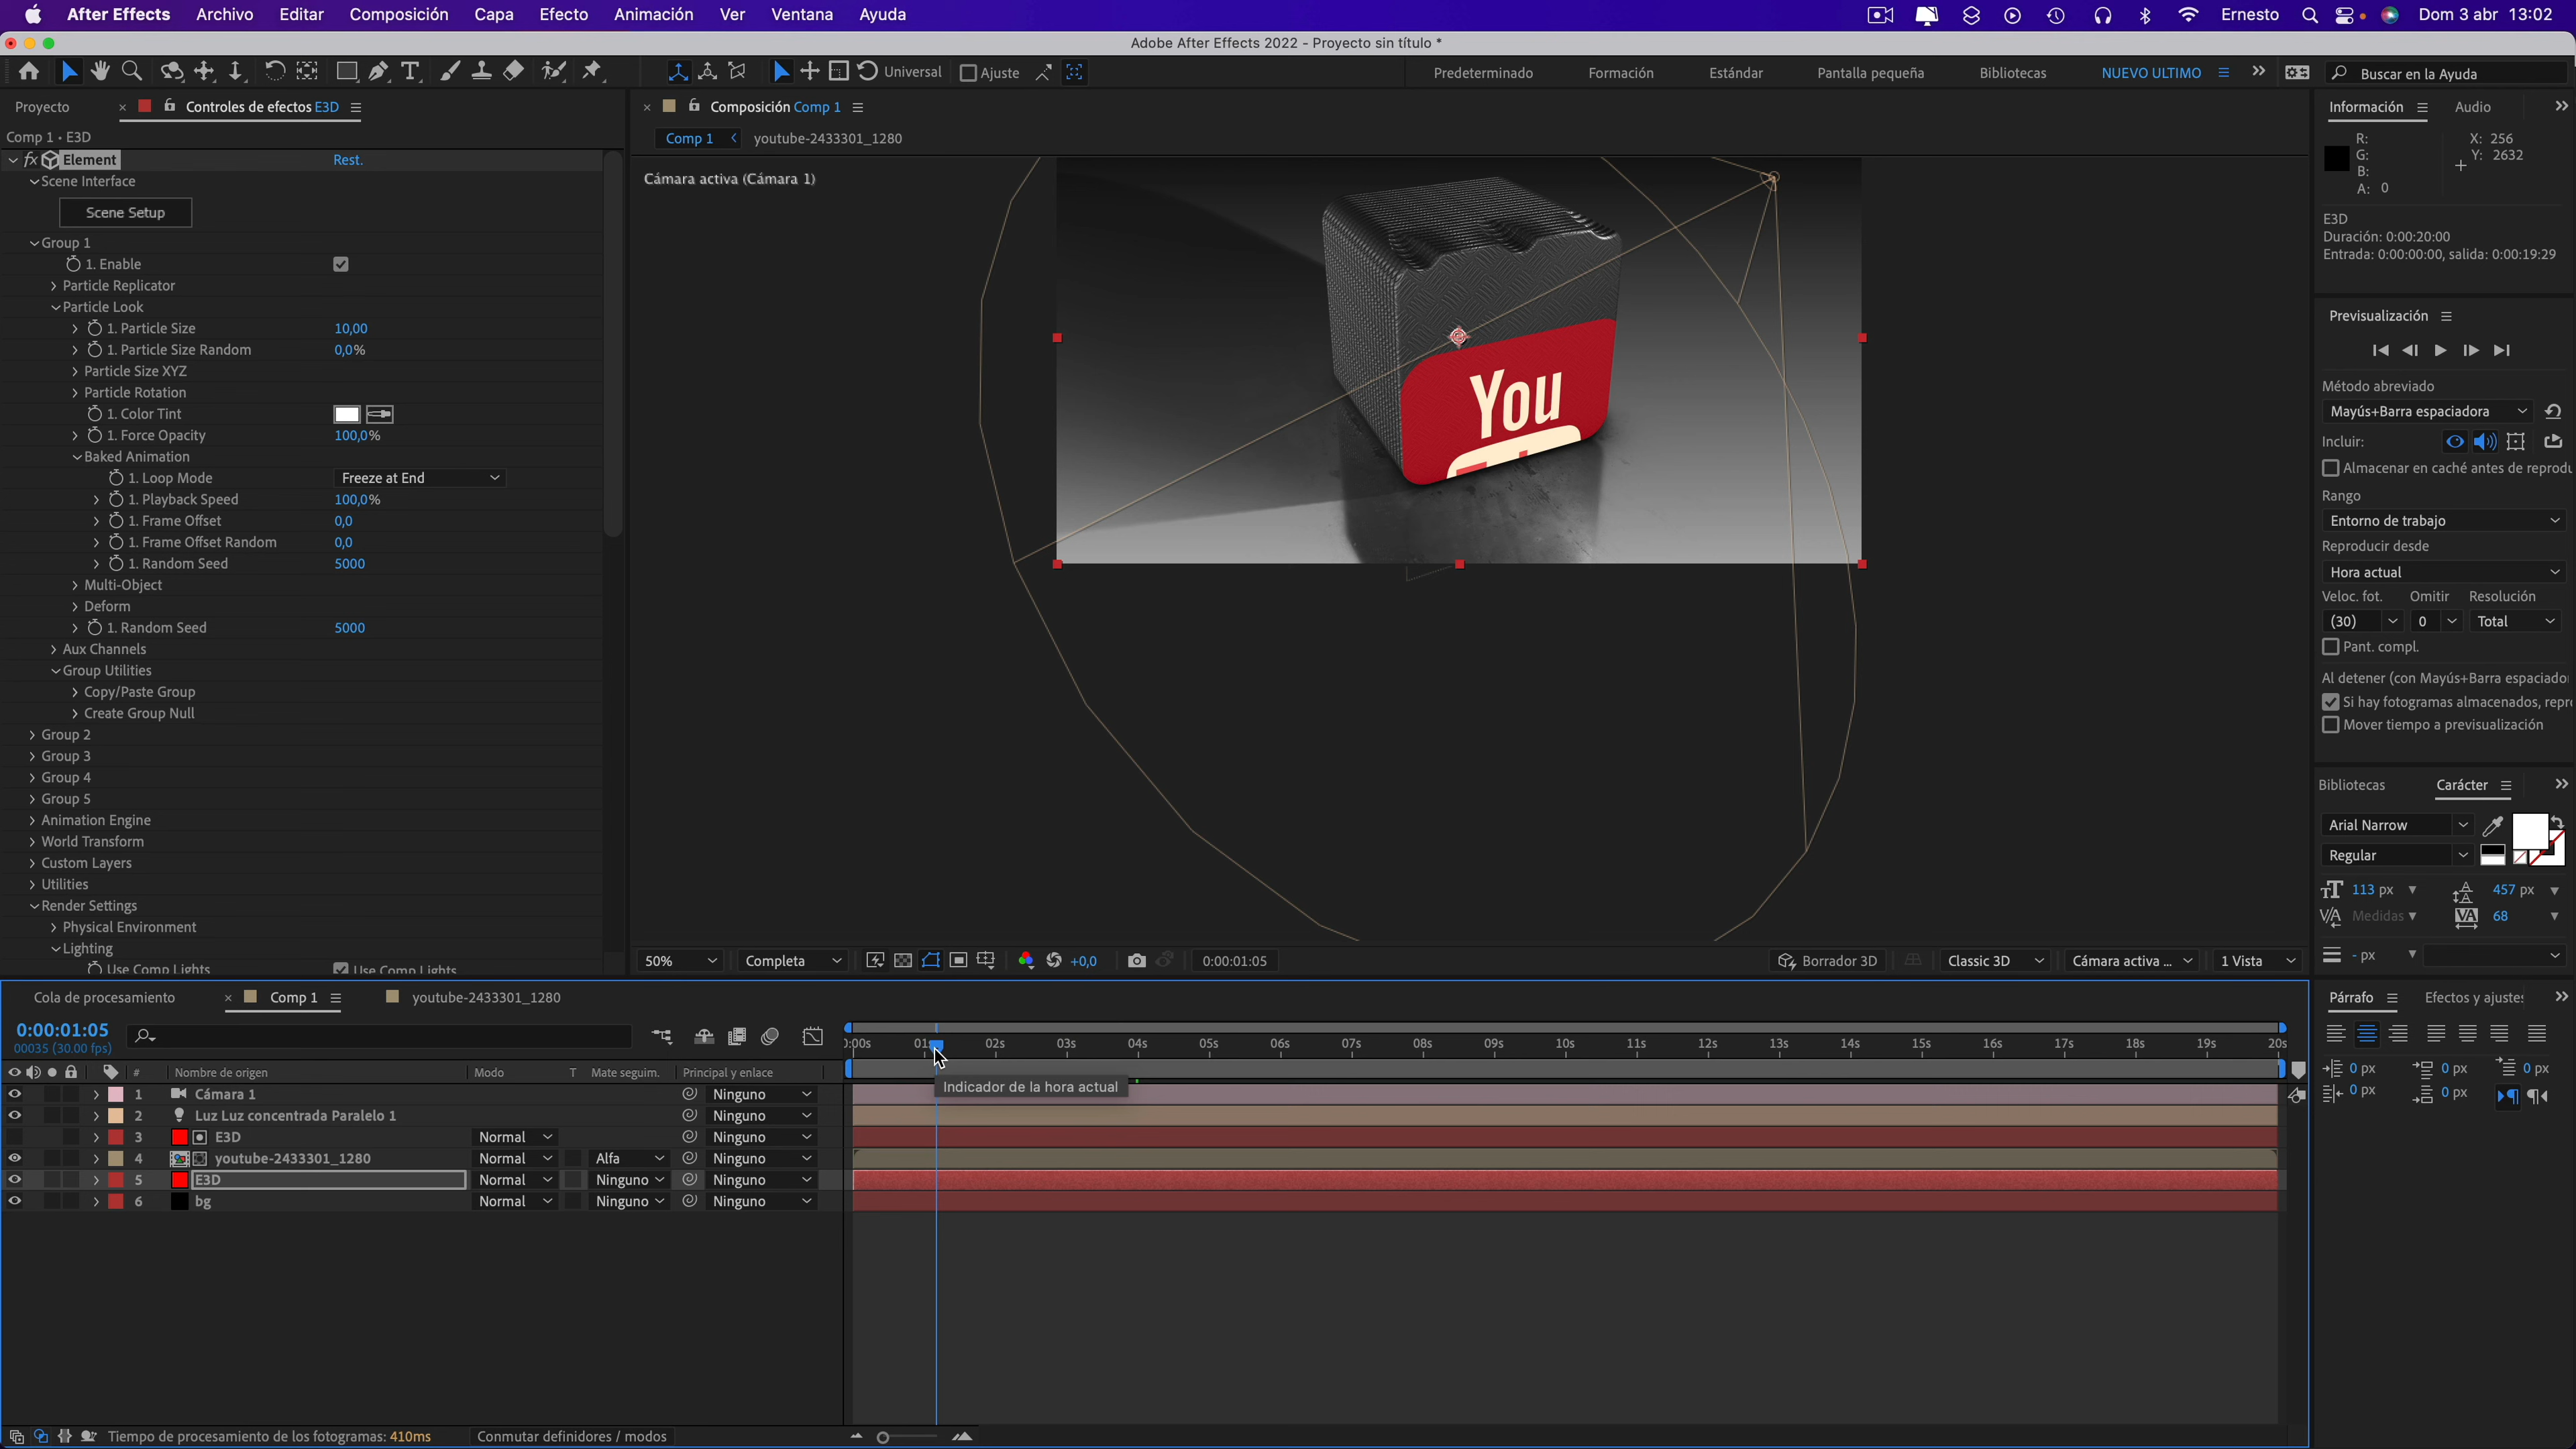 After Effects Archivo Editar Composición Capa Efecto Animación Ver Ventana Ayuda Ernesto Dom 3 abr 13:02
Adobe After Effects 2022 - Proyecto sin título *
Universal Ajuste Predeterminado Formación Estándar Pantalla pequeña Bibliotecas NUEVO ULTIMO Buscar en la Ayuda
Proyecto Controles de efectos E3D
Comp 1 • E3D
fx Element Rest.
Scene Interface
Scene Setup
Group 1
1. Enable
Particle Replicator
Particle Look
1. Particle Size 10,00
1. Particle Size Random 0,0%
Particle Size XYZ
Particle Rotation
1. Color Tint
1. Force Opacity 100,0%
Baked Animation
1. Loop Mode Freeze at End
1. Playback Speed 100,0%
1. Frame Offset 0,0
1. Frame Offset Random 0,0
1. Random Seed 5000
Multi-Object
Deform
1. Random Seed 5000
Aux Channels
Group Utilities
Copy/Paste Group
Create Group Null
Group 2
Group 3
Group 4
Group 5
Animation Engine
World Transform
Custom Layers
Utilities
Render Settings
Physical Environment
Lighting
Use Comp Lights Use Comp Lights
Composición Comp 1
Comp 1 youtube-2433301_1280
Cámara activa (Cámara 1)
You
50% Completa +0,0 0:00:01:05 Borrador 3D Classic 3D Cámara activa ... 1 Vista
Información Audio
R: X: 256
G: Y: 2632
B:
A: 0
E3D
Duración: 0:00:20:00
Entrada: 0:00:00:00, salida: 0:00:19:29
Previsualización
Método abreviado
Mayús+Barra espaciadora
Incluir:
Almacenar en caché antes de reprodu
Rango
Entorno de trabajo
Reproducir desde
Hora actual
Veloc. fot. Omitir Resolución
(30) 0 Total
Pant. compl.
Al detener (con Mayús+Barra espaciado
Si hay fotogramas almacenados, repr
Mover tiempo a previsualización
Bibliotecas Carácter
Arial Narrow
Regular
113 px 457 px
Medidas 68
- px
Párrafo Efectos y ajustes
0 px 0 px 0 px
0 px 0 px
Cola de procesamiento Comp 1 youtube-2433301_1280
0:00:01:05
00035 (30.00 fps)
0:00s 01s 02s 03s 04s 05s 06s 07s 08s 09s 10s 11s 12s 13s 14s 15s 16s 17s 18s 19s 20s
# Nombre de origen Modo T Mate seguim. Principal y enlace
Indicador de la hora actual
1 Cámara 1 Ninguno
2 Luz Luz concentrada Paralelo 1 Ninguno
3 E3D Normal Ninguno
4 youtube-2433301_1280 Normal Alfa Ninguno
5 E3D Normal Ninguno Ninguno
6 bg Normal Ninguno Ninguno
Tiempo de procesamiento de los fotogramas: 410ms Conmutar definidores / modos